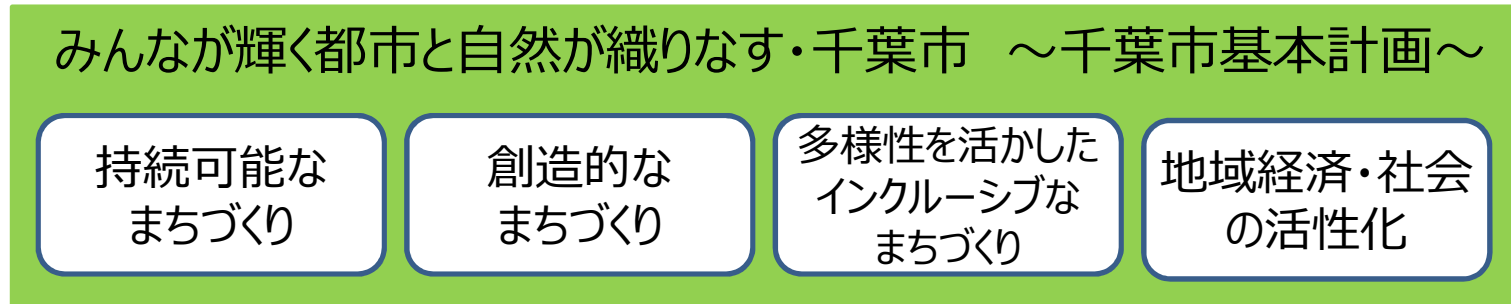 みんなが輝く都市と自然が織りなす・千葉市　～千葉市基本計画～
持続可能な
まちづくり
創造的な
まちづくり
多様性を活かした
インクルーシブな
まちづくり
地域経済・社会
の活性化